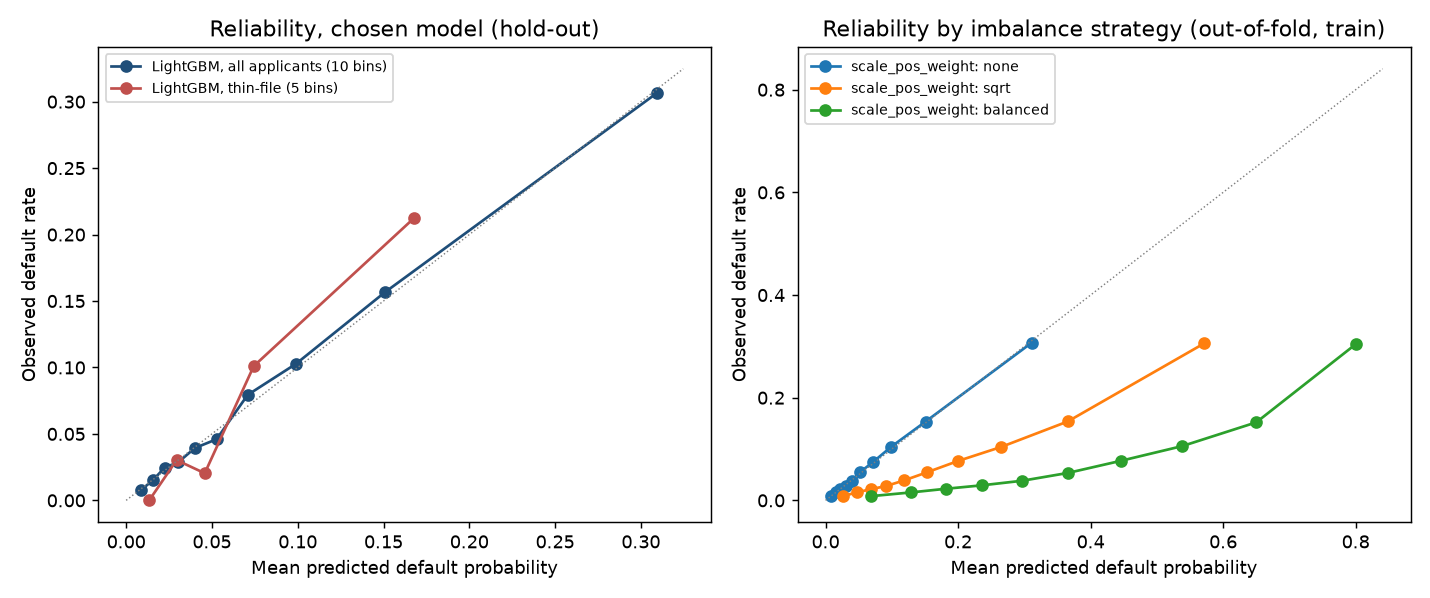 Reliability, chosen model (hold-out)
LightGBM, all applicants (10 bins)
LightGBM, thin-file (5 bins)
Observed default rate
0.30
0.25
0.20
0.15
0.10
0.05
0.00
0.00 0.05 0.10 0.15 0.20 0.25 0.30
Mean predicted default probability
Reliability by imbalance strategy (out-of-fold, train)
scale_pos_weight: none
scale_pos_weight: sqrt
scale_pos_weight: balanced
Observed default rate
0.8
0.6
0.4
0.2
0.0
0.0 0.2 0.4 0.6 0.8
Mean predicted default probability